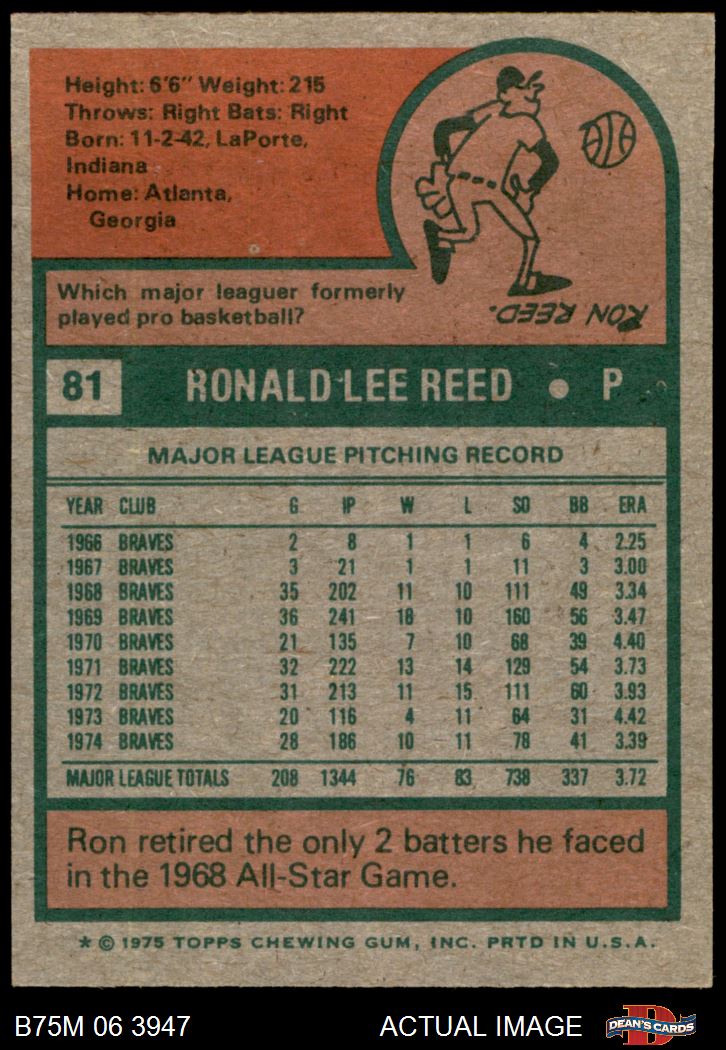 Height: 6'6" Weight: 215
Throws: Right Bats: Right
Born: 11-2-42, LaPorte,
Indiana
Home: Atlanta,
Georgia
Which major leaguer formerly
played pro basketball?
RON REED.
81 RONALD LEE REED • P
MAJOR LEAGUE PITCHING RECORD
YEAR CLUB G IP W L SO BB ERA
1966 BRAVES 2 8 1 1 6 4 2.25
1967 BRAVES 3 21 1 1 11 3 3.00
1968 BRAVES 35 202 11 10 111 49 3.34
1969 BRAVES 36 241 18 10 160 56 3.47
1970 BRAVES 21 135 7 10 68 39 4.40
1971 BRAVES 32 222 13 14 129 54 3.73
1972 BRAVES 31 213 11 15 111 60 3.93
1973 BRAVES 20 116 4 11 64 31 4.42
1974 BRAVES 28 186 10 11 78 41 3.39
MAJOR LEAGUE TOTALS 208 1344 76 83 738 337 3.72
Ron retired the only 2 batters he faced
in the 1968 All-Star Game.
* © 1975 TOPPS CHEWING GUM, INC. PRTD IN U.S.A.
B75M 06 3947 ACTUAL IMAGE D DEAN'S CARDS